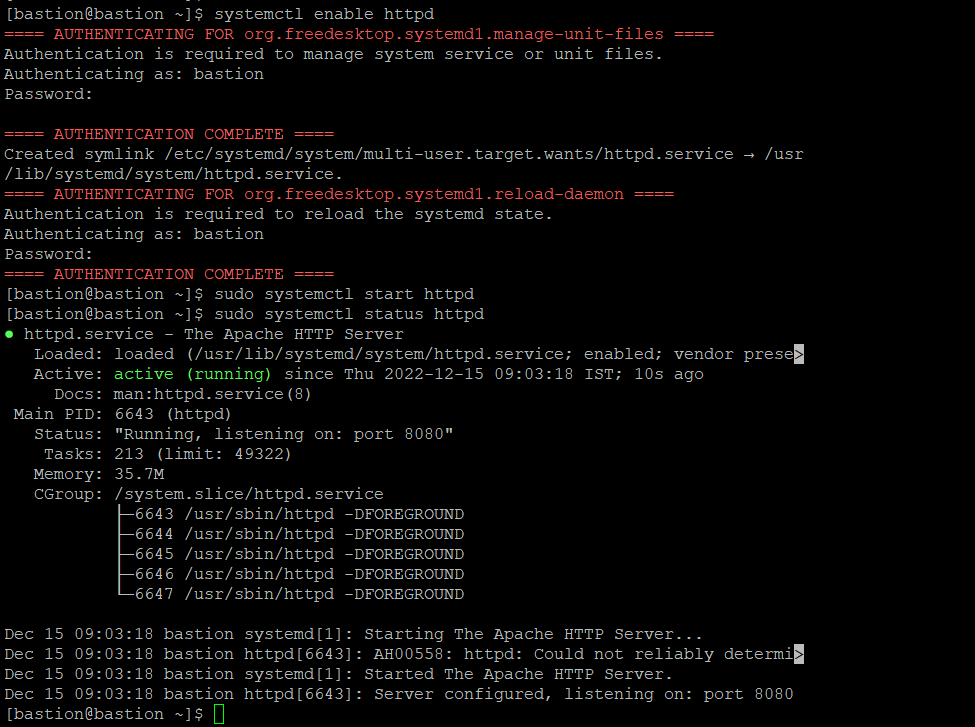 [bastion@bastion ~]$ systemctl enable httpd
==== AUTHENTICATING FOR org.freedesktop.systemd1.manage-unit-files ====
Authentication is required to manage system service or unit files.
Authenticating as: bastion
Password:
==== AUTHENTICATION COMPLETE ====
Created symlink /etc/systemd/system/multi-user.target.wants/httpd.service → /usr
/lib/systemd/system/httpd.service.
==== AUTHENTICATING FOR org.freedesktop.systemd1.reload-daemon ====
Authentication is required to reload the systemd state.
Authenticating as: bastion
Password:
==== AUTHENTICATION COMPLETE ====
[bastion@bastion ~]$ sudo systemctl start httpd
[bastion@bastion ~]$ sudo systemctl status httpd
● httpd.service - The Apache HTTP Server
   Loaded: loaded (/usr/lib/systemd/system/httpd.service; enabled; vendor prese>
   Active: active (running) since Thu 2022-12-15 09:03:18 IST; 10s ago
     Docs: man:httpd.service(8)
 Main PID: 6643 (httpd)
   Status: "Running, listening on: port 8080"
    Tasks: 213 (limit: 49322)
   Memory: 35.7M
   CGroup: /system.slice/httpd.service
           ├─6643 /usr/sbin/httpd -DFOREGROUND
           ├─6644 /usr/sbin/httpd -DFOREGROUND
           ├─6645 /usr/sbin/httpd -DFOREGROUND
           ├─6646 /usr/sbin/httpd -DFOREGROUND
           └─6647 /usr/sbin/httpd -DFOREGROUND
Dec 15 09:03:18 bastion systemd[1]: Starting The Apache HTTP Server...
Dec 15 09:03:18 bastion httpd[6643]: AH00558: httpd: Could not reliably determi>
Dec 15 09:03:18 bastion systemd[1]: Started The Apache HTTP Server.
Dec 15 09:03:18 bastion httpd[6643]: Server configured, listening on: port 8080
[bastion@bastion ~]$